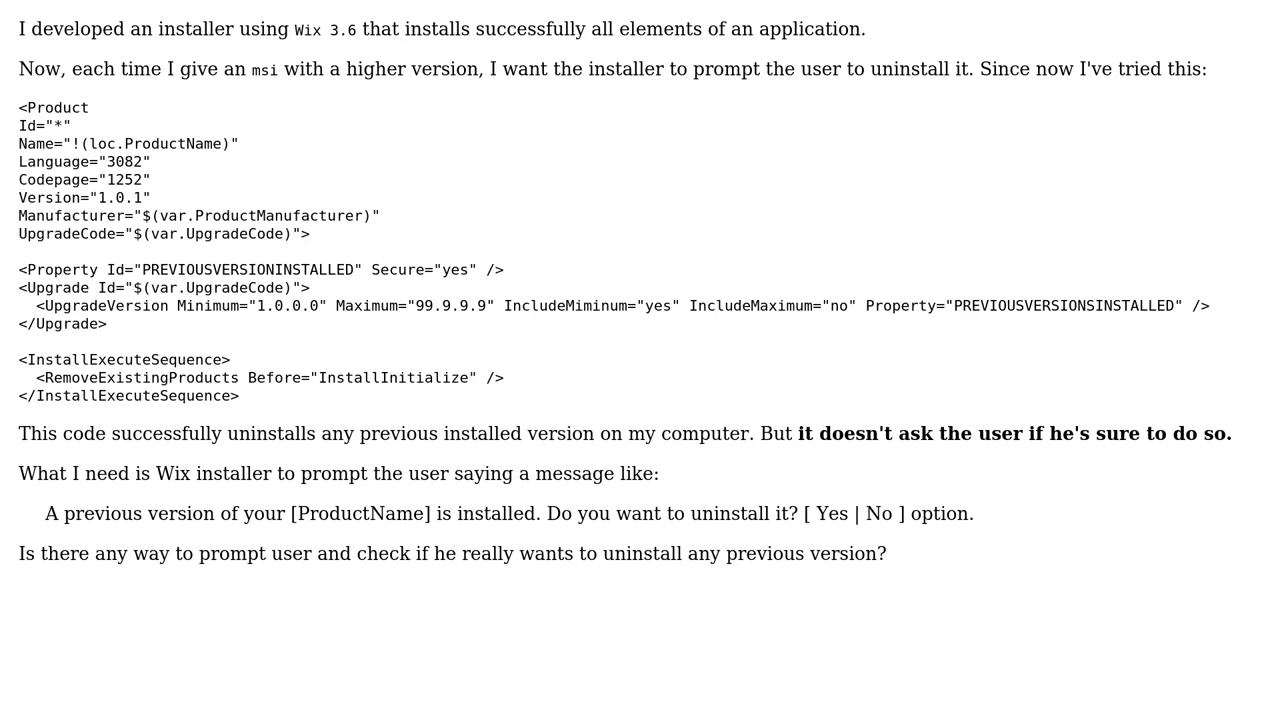 I developed an installer using Wix 3.6 that installs successfully all elements of an application.
Now, each time I give an msi with a higher version, I want the installer to prompt the user to uninstall it. Since now I've tried this:
<Product
Id="*"
Name="!(loc.ProductName)"
Language="3082"
Codepage="1252"
Version="1.0.1"
Manufacturer="$(var.ProductManufacturer)"
UpgradeCode="$(var.UpgradeCode)">
<Property Id="PREVIOUSVERSIONINSTALLED" Secure="yes" />
<Upgrade Id="$(var.UpgradeCode)">
  <UpgradeVersion Minimum="1.0.0.0" Maximum="99.9.9.9" IncludeMiminum="yes" IncludeMaximum="no" Property="PREVIOUSVERSIONSINSTALLED" />
</Upgrade>
<InstallExecuteSequence>
  <RemoveExistingProducts Before="InstallInitialize" />
</InstallExecuteSequence>
This code successfully uninstalls any previous installed version on my computer. But it doesn't ask the user if he's sure to do so.
What I need is Wix installer to prompt the user saying a message like:
A previous version of your [ProductName] is installed. Do you want to uninstall it? [ Yes | No ] option.
Is there any way to prompt user and check if he really wants to uninstall any previous version?